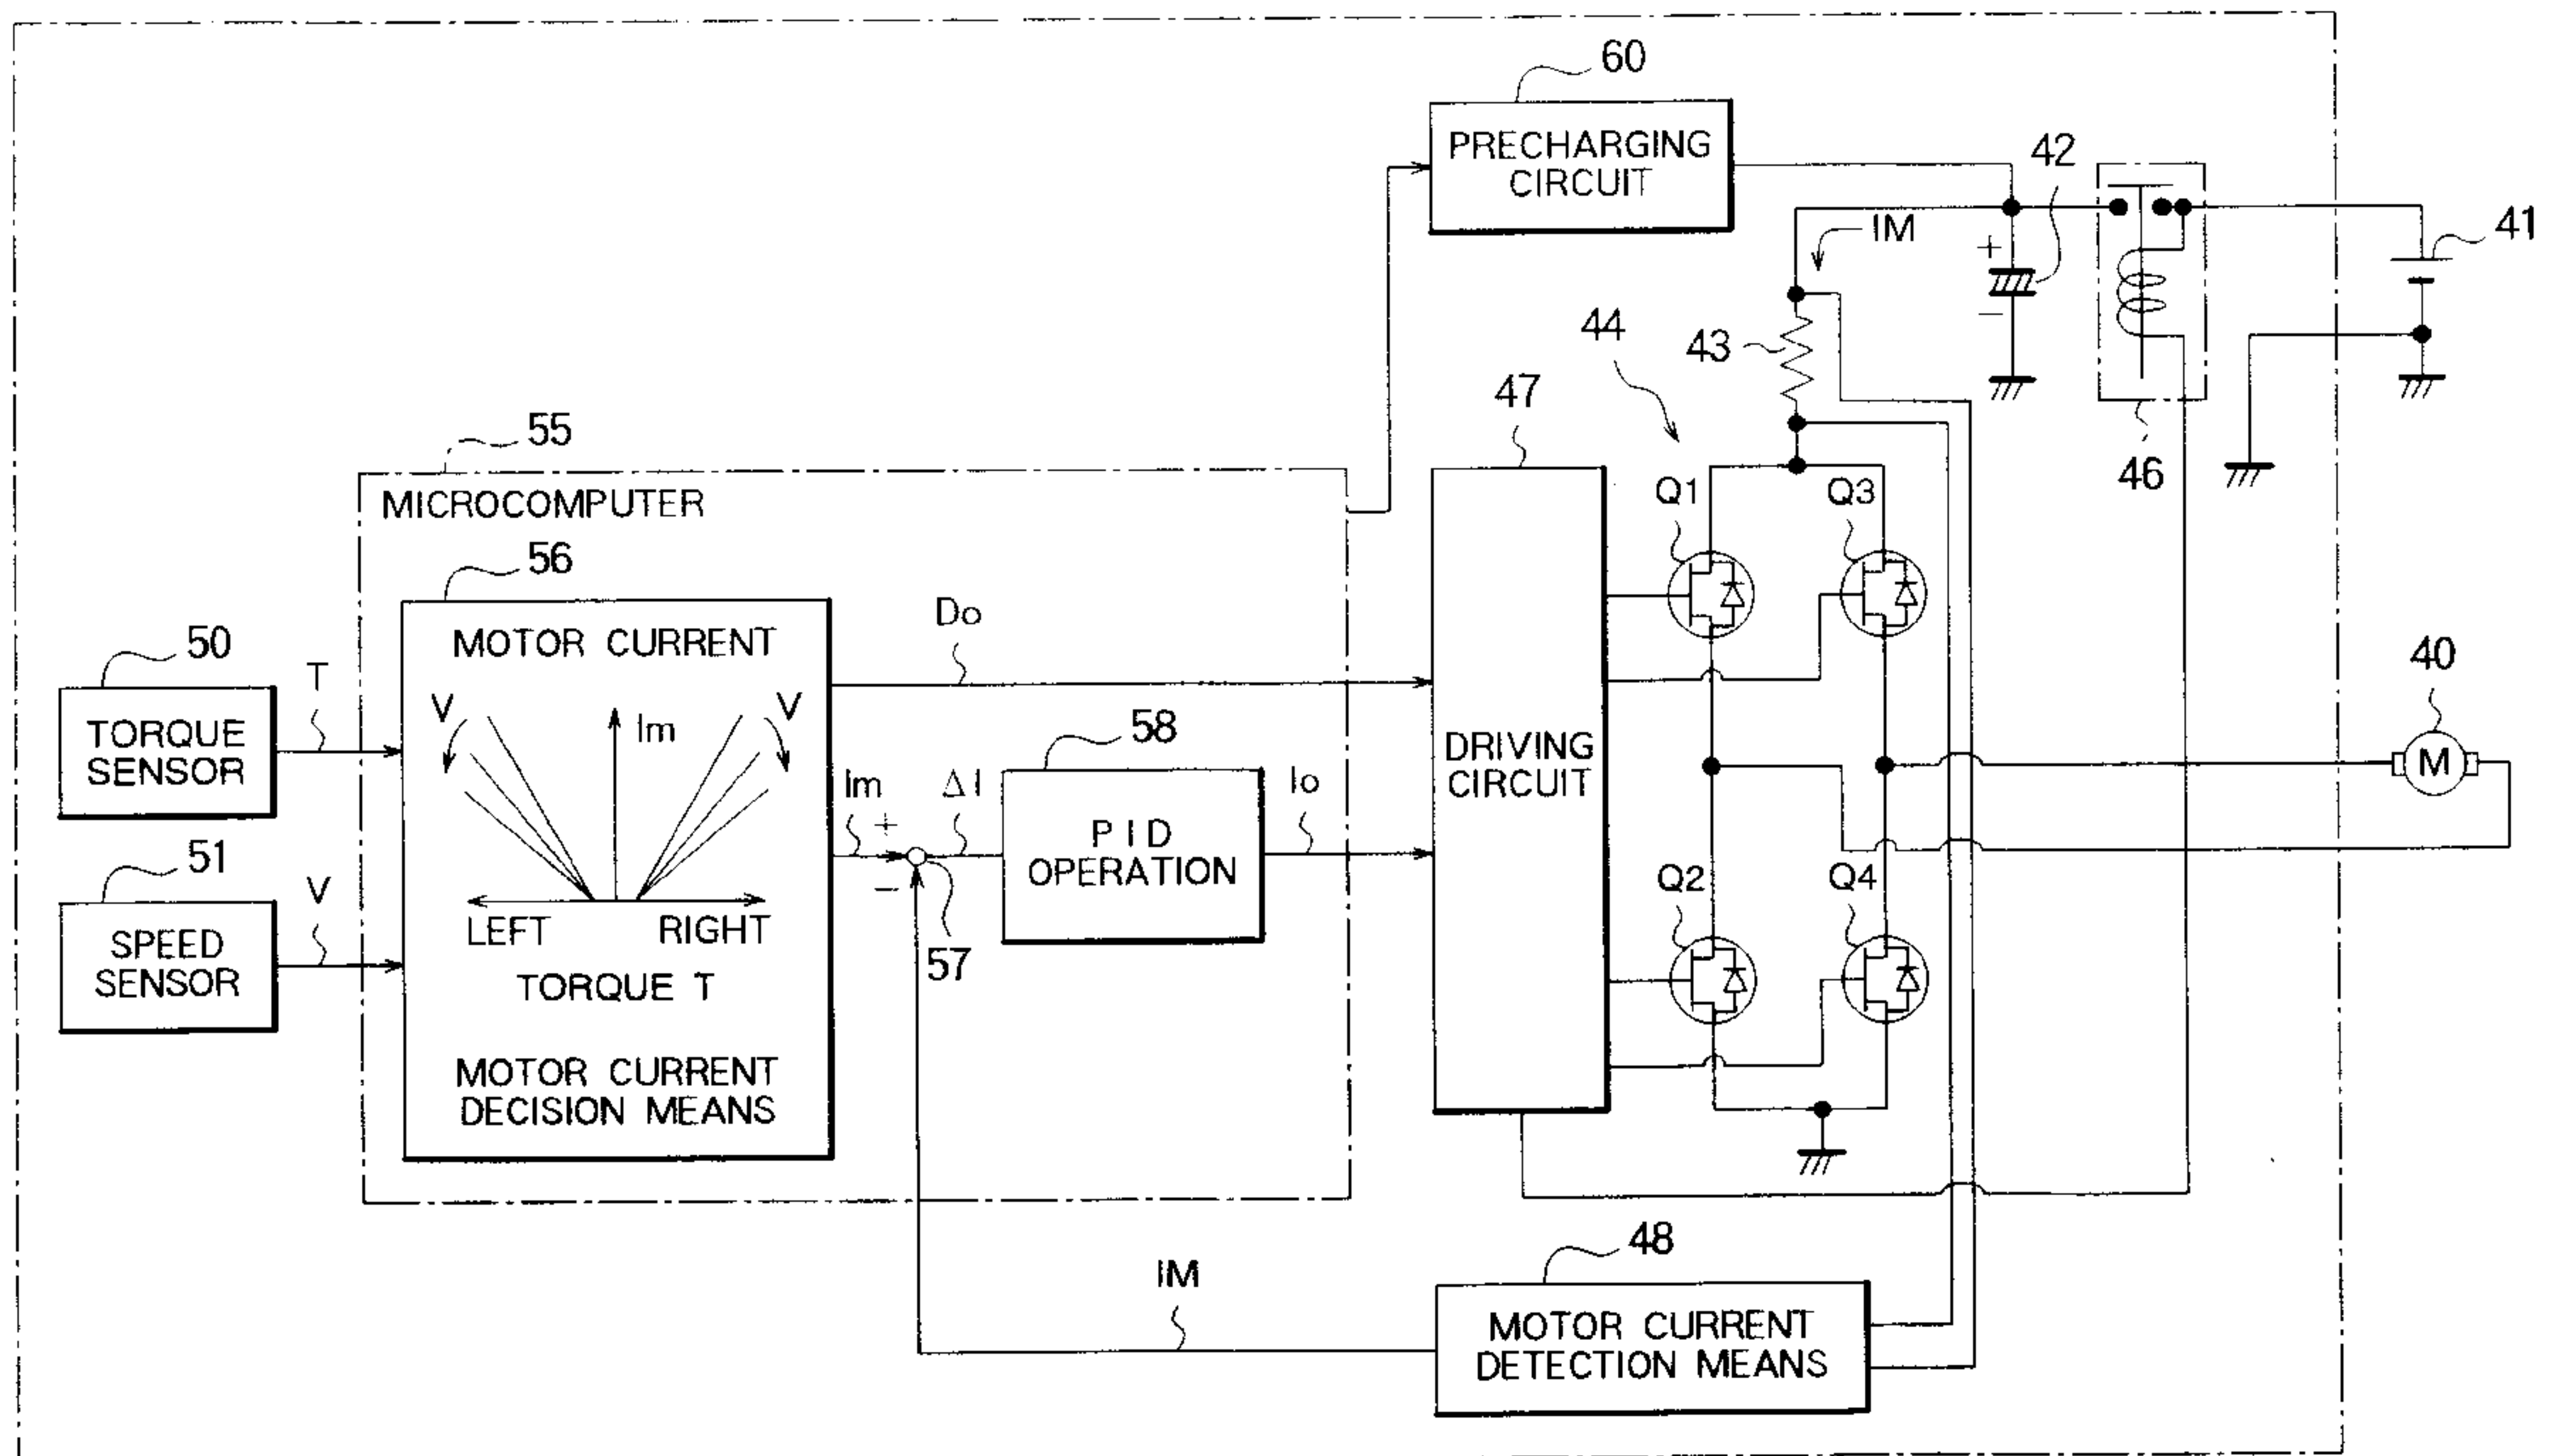 60
PRECHARGING
CIRCUIT
42
41
IM
+
−
44
43
47
46
55
MICROCOMPUTER
Q1
Q3
56
MOTOR CURRENT
Do
50
T
TORQUE
SENSOR
V
Im
V
58
40
M
DRIVING
CIRCUIT
Im
+
ΔI
PID
OPERATION
Io
−
57
51
V
SPEED
SENSOR
LEFT
RIGHT
TORQUE T
Q2
Q4
MOTOR CURRENT
DECISION MEANS
48
IM
MOTOR CURRENT
DETECTION MEANS